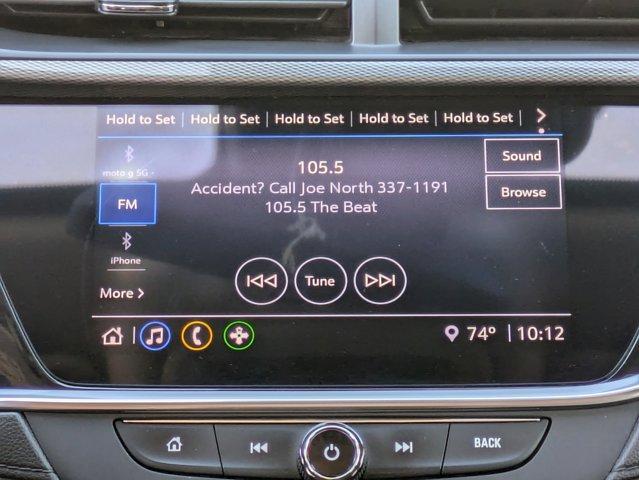 Hold to Set Hold to Set Hold to Set Hold to Set Hold to Set >
moto g 5G -
FM
iPhone
More >
105.5
Accident? Call Joe North 337-1191
105.5 The Beat
Sound
Browse
Tune
74° 10:12
BACK